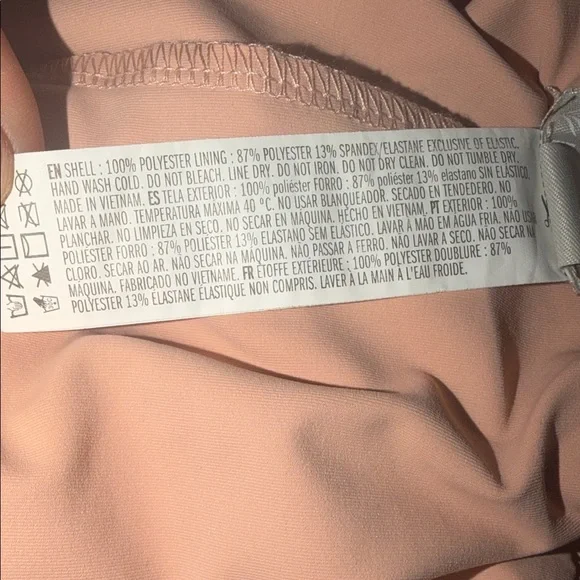 EN SHELL : 100% POLYESTER LINING : 87% POLYESTER 13% SPANDEX/ELASTANE EXCLUSIVE OF ELASTIC.
HAND WASH COLD. DO NOT BLEACH. LINE DRY. DO NOT IRON. DO NOT DRY CLEAN. DO NOT TUMBLE DRY.
MADE IN VIETNAM. ES TELA EXTERIOR : 100% poliéster FORRO : 87% poliéster 13% elastano SIN ELÁSTICO.
LAVAR A MANO. TEMPERATURA MÁXIMA 40 ºC. NO USAR BLANQUEADOR. SECADO EN TENDEDERO. NO
PLANCHAR. NO LIMPIEZA EN SECO. NO SECAR EN MÁQUINA. HECHO EN VIETNAM. PT EXTERIOR : 100%
POLIÉSTER FORRO : 87% POLIÉSTER 13% ELASTANO SEM ELÁSTICO. LAVAR À MÃO EM ÁGUA FRIA. NÃO USAR
CLORO. SECAR AO AR. NÃO SECAR NA MÁQUINA. NÃO PASSAR A FERRO. NÃO LAVAR A SECO. NÃO SECAR NA
MÁQUINA. FABRICADO NO VIETNAME. FR ÉTOFFE EXTÉRIEURE : 100% POLYESTER DOUBLURE : 87%
POLYESTER 13% ÉLASTANE ÉLASTIQUE NON COMPRIS. LAVER À LA MAIN À L'EAU FROIDE.